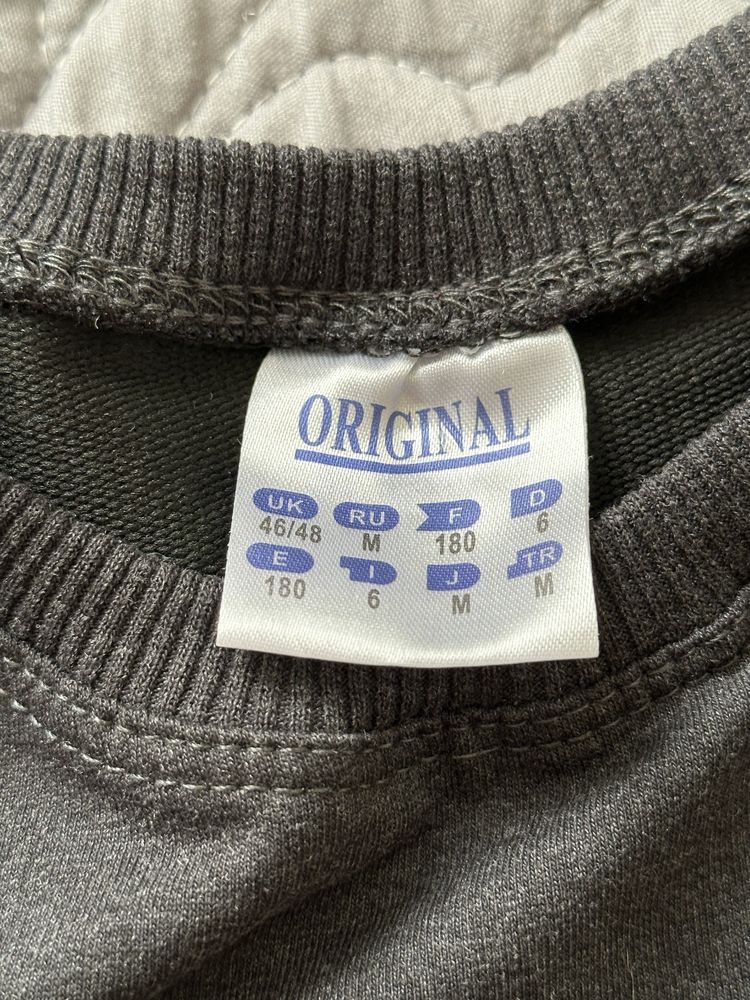 ORIGINAL
UK RU F D
46/48 M 180 6
E I J TR
180 6 M M